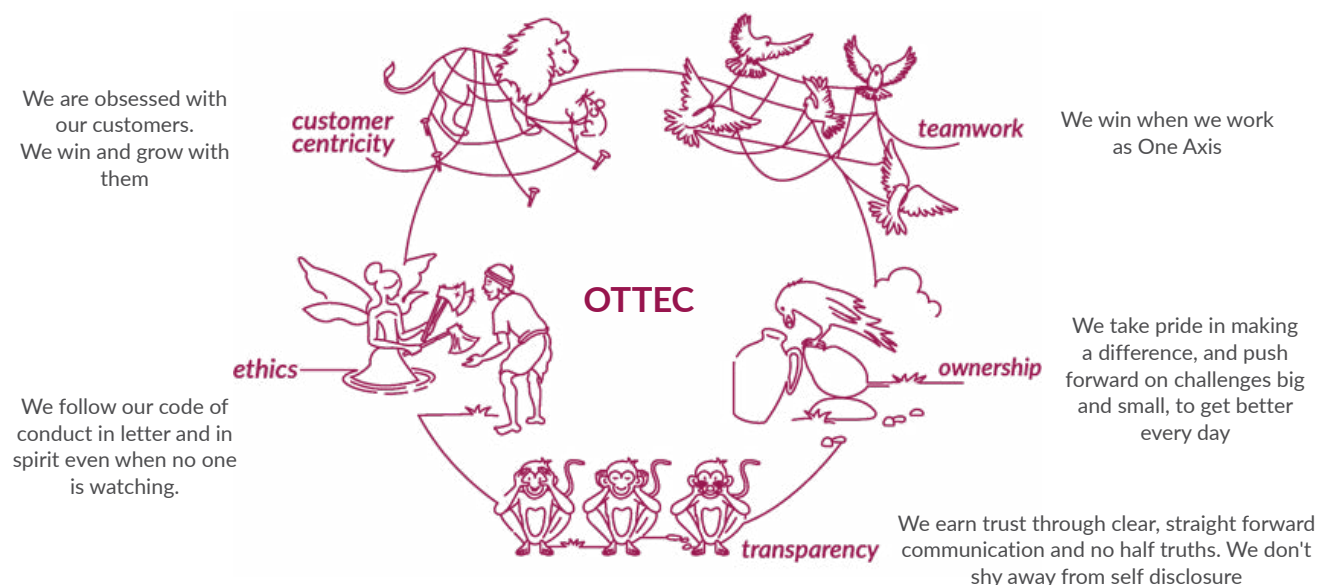 We are obsessed with
our customers.
We win and grow with
them
customer
centricity
teamwork
We win when we work
as One Axis
OTTEC
ethics
We follow our code of
conduct in letter and in
spirit even when no one
is watching.
ownership
We take pride in making
a difference, and push
forward on challenges big
and small, to get better
every day
transparency
We earn trust through clear, straight forward
communication and no half truths. We don't
shy away from self disclosure